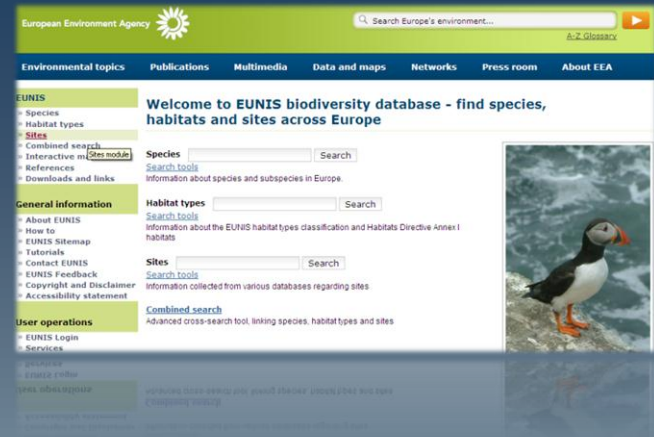 European Environment Agency
Search Europe's environment...
A-Z Glossary
Environmental topics Publications Multimedia Data and maps Networks Press room About EEA
EUNIS
Species
Habitat types
Sites
Combined search
Interactive m
Sites module
References
Downloads and links
General information
About EUNIS
How to
EUNIS Sitemap
Tutorials
Contact EUNIS
EUNIS Feedback
Copyright and Disclaimer
Accessibility statement
User operations
EUNIS Login
Services
Welcome to EUNIS biodiversity database - find species,
habitats and sites across Europe
Species Search
Search tools
Information about species and subspecies in Europe.
Habitat types Search
Search tools
Information about the EUNIS habitat types classification and Habitats Directive Annex I
habitats
Sites Search
Search tools
Information collected from various databases regarding sites
Combined search
Advanced cross-search tool, linking species, habitat types and sites